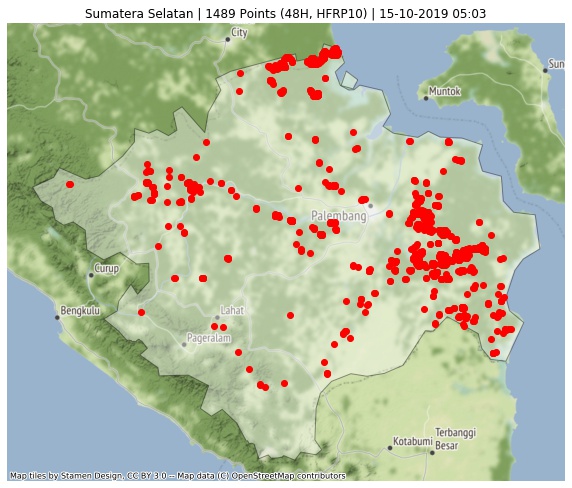 Sumatera Selatan | 1489 Points (48H, HFRP10) | 15-10-2019 05:03
City
Sun
Muntok
Palembang
Curup
Bengkulu
Lahat
Pageralam
Kotabumi
Terbanggi
Besar
Map tiles by Stamen Design, CC BY 3.0 -- Map data (C) OpenStreetMap contributors